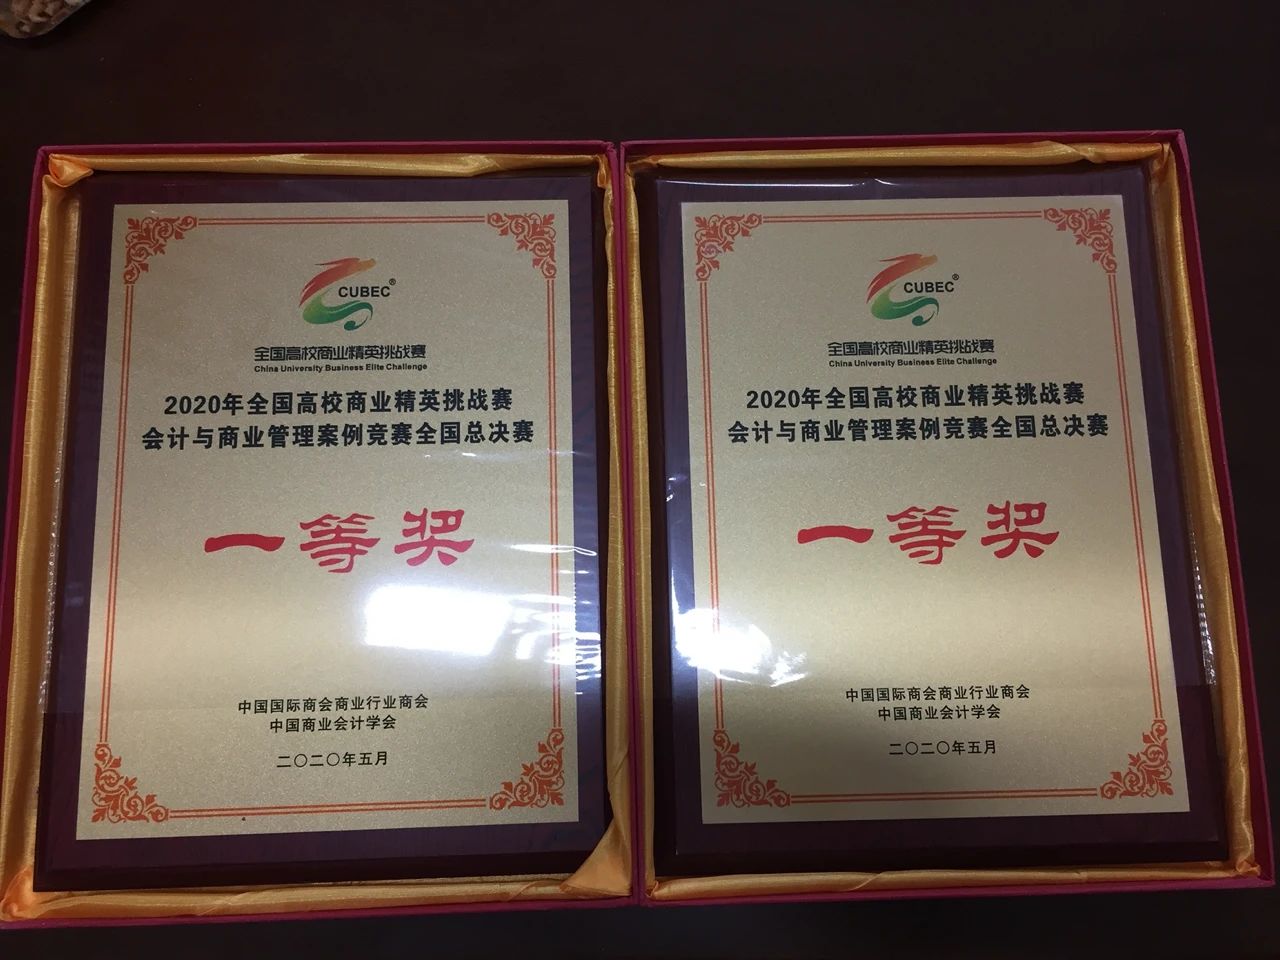 CUBEC®
全国高校商业精英挑战赛
China University Business Elite Challenge
2020年全国高校商业精英挑战赛
会计与商业管理案例竞赛全国总决赛
一等奖
中国国际商会商业行业商会
中国商业会计学会
二〇二〇年五月
CUBEC®
全国高校商业精英挑战赛
China University Business Elite Challenge
2020年全国高校商业精英挑战赛
会计与商业管理案例竞赛全国总决赛
一等奖
中国国际商会商业行业商会
中国商业会计学会
二〇二〇年五月